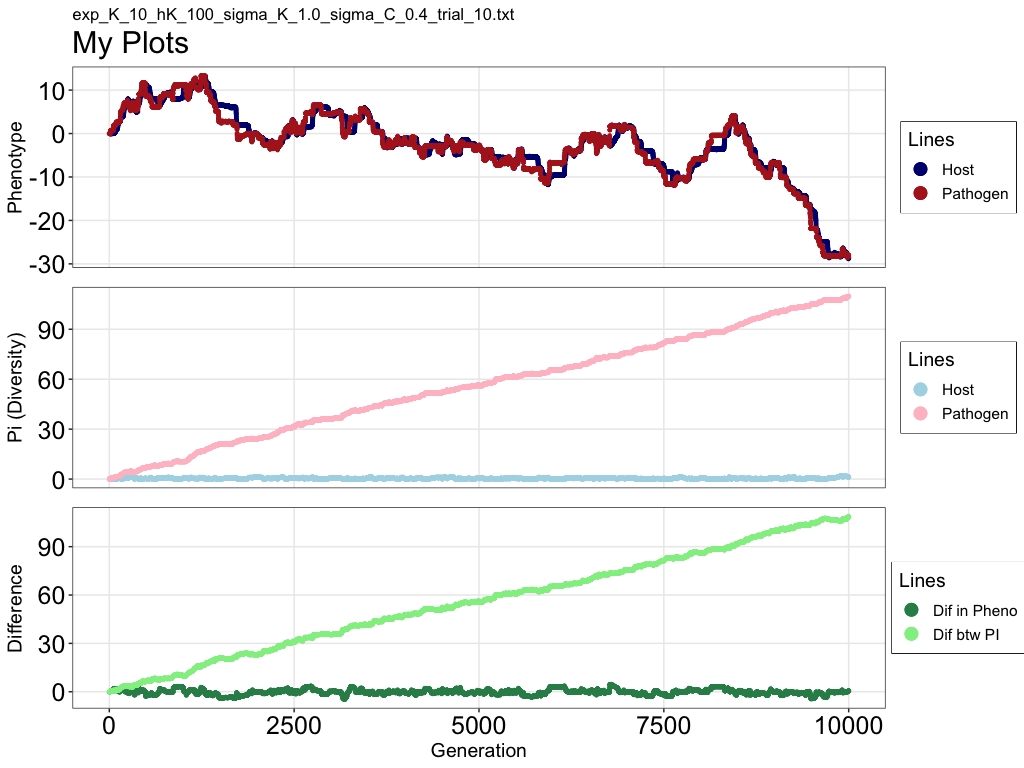 exp_K_10_hK_100_sigma_K_1.0_sigma_C_0.4_trial_10.txt
My Plots
10
0
-10
-20
-30
Phenotype
Lines
Host
Pathogen
90
60
30
0
Pi (Diversity)
Lines
Host
Pathogen
90
60
30
0
Difference
Lines
Dif in Pheno
Dif btw PI
0 2500 5000 7500 10000
Generation